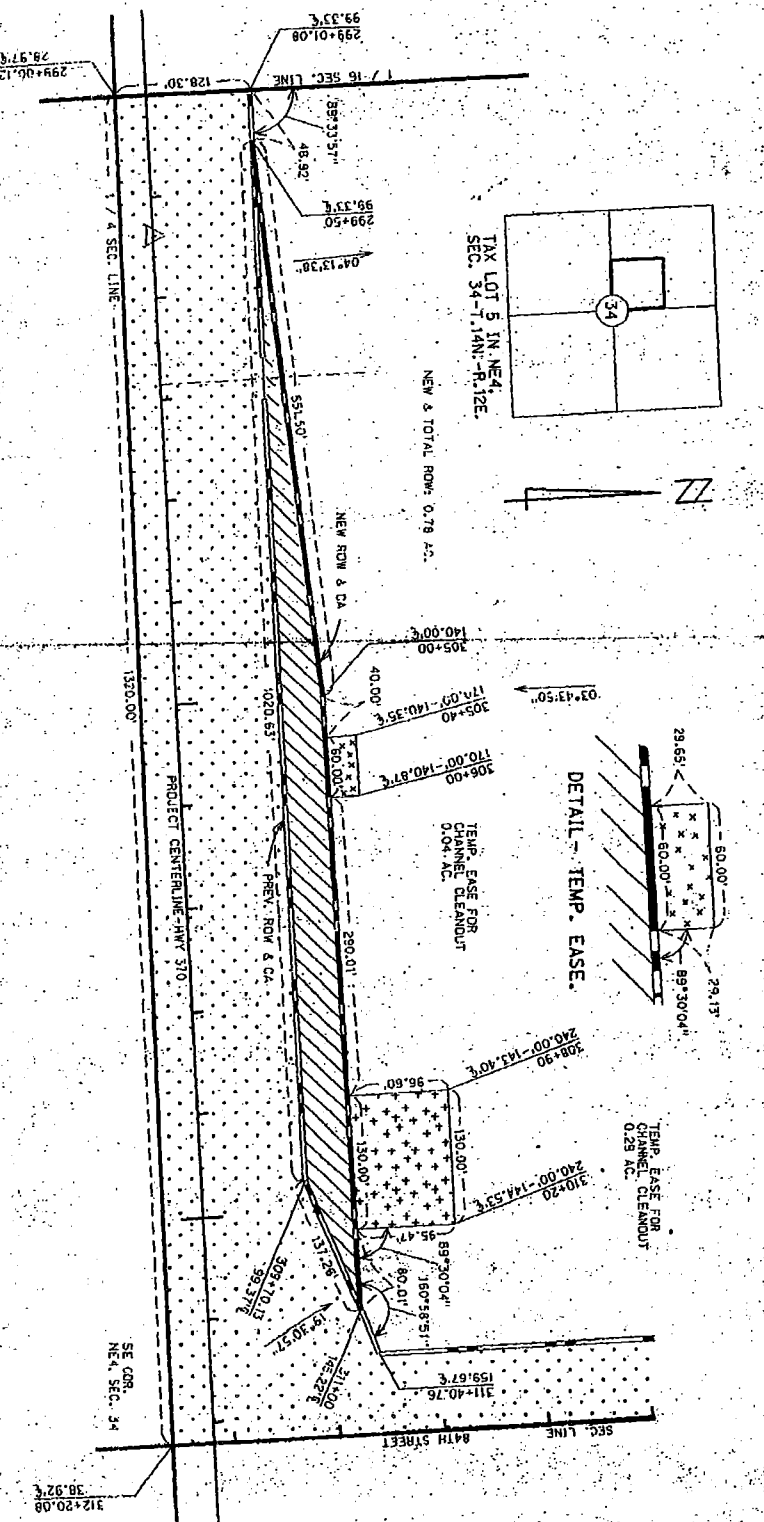 299+01.08
99.33'℄
28.97'℄
128.30'
1 / 16 SEC. LINE
89°33'57"
48.92'
299+50
99.33'℄
04°13'38"
1 / 4 SEC. LINE
34
TAX LOT 5 IN NE4,
SEC. 34-T.14N.-R.12E.
NEW & TOTAL ROW: 0.78 AC.
551.50'
NEW ROW & CA
305+00
140.00'℄
40.00'
305+40
170.00'-140.35'℄
60.00'
306+00
170.00'-140.87'℄
03°43'50"
1320.00'
1020.63'
PROJECT CENTERLINE-HWY 370
PREV. ROW & CA
TEMP. EASE FOR
CHANNEL CLEANOUT
0.04 AC.
29.65'
60.00'
60.00'
29.13'
89°30'04"
DETAIL - TEMP. EASE.
290.01'
308+90
240.00'-143.40'℄
96.60'
130.00'
130.00'
310+20
240.00'-144.53'℄
95.47'
TEMP. EASE FOR
CHANNEL CLEANOUT
0.29 AC.
89°30'04"
80.01'
160°58'51"
137.26'
309+70.13
99.37'℄
19°30'57"
311+00
145.22'℄
311+40.76
159.67'℄
84TH STREET
SEC. LINE
SE COR.
NE4, SEC. 34
312+20.08
38.92'℄